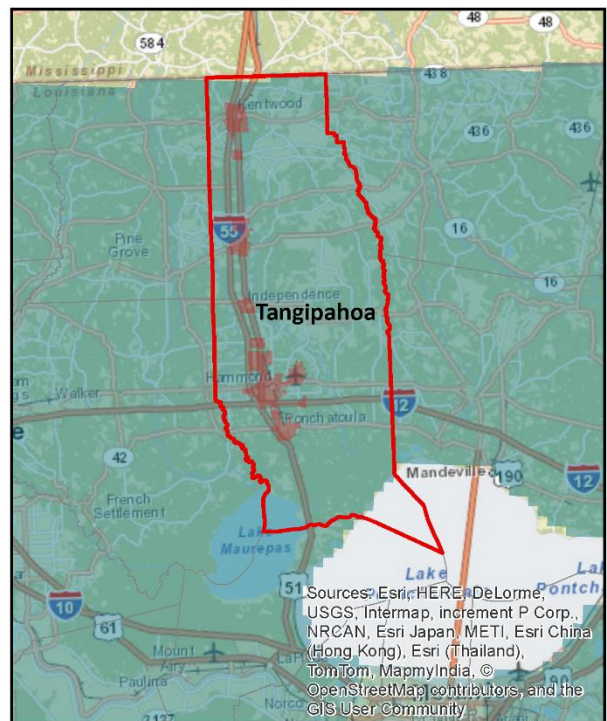 48
48
584
Mississippi
Louisiana
438
Kentwood
436
436
55
Pine
Grove
16
16
Independence
Tangipahoa
Hammond
Walker
12
Ponchatoula
42
Mandeville
190
12
French
Settlement
Lake
Maurepas
Lake
51
10
61
Mount
Airy
Paulina
190
Sources: Esri, HERE, DeLorme,
USGS, Intermap, increment P Corp.,
NRCAN, Esri Japan, METI, Esri China
(Hong Kong), Esri (Thailand),
TomTom, MapmyIndia, ©
OpenStreetMap contributors, and the
GIS User Community